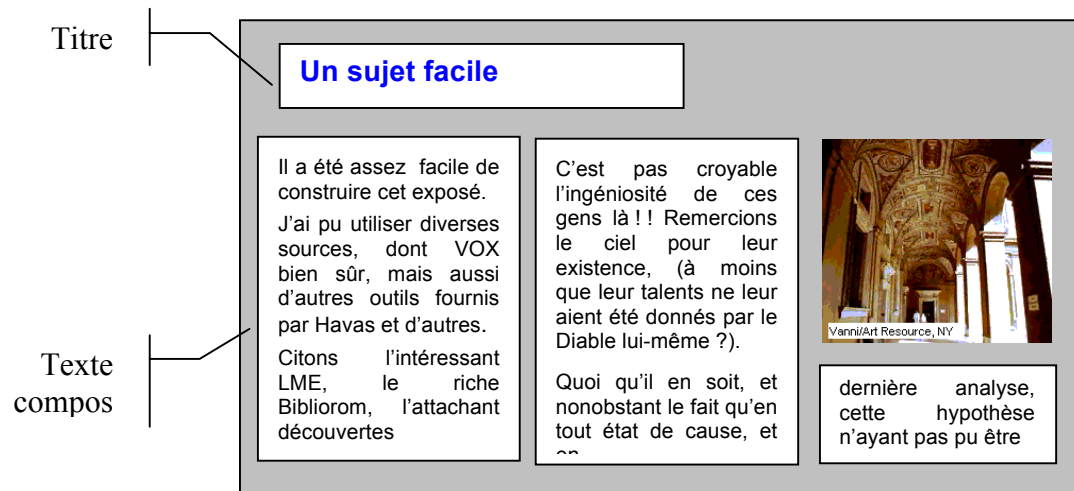 Titre
Un sujet facile
Il a été assez facile de
construire cet exposé.
J'ai pu utiliser diverses
sources, dont VOX
bien sûr, mais aussi
d'autres outils fournis
par Havas et d'autres.
Citons l'intéressant
LME, le riche
Bibliorom, l'attachant
découvertes
C'est pas croyable
l'ingéniosité de ces
gens là ! ! Remercions
le ciel pour leur
existence, (à moins
que leur talents ne leur
aient été donnés par le
Diable lui-même ?).
Quoi qu'il en soit, et
nonobstant le fait qu'en
tout état de cause, et
en
Vanni/Art Resource, NY
dernière analyse,
cette hypothèse
n'ayant pas pu être
Texte
compos